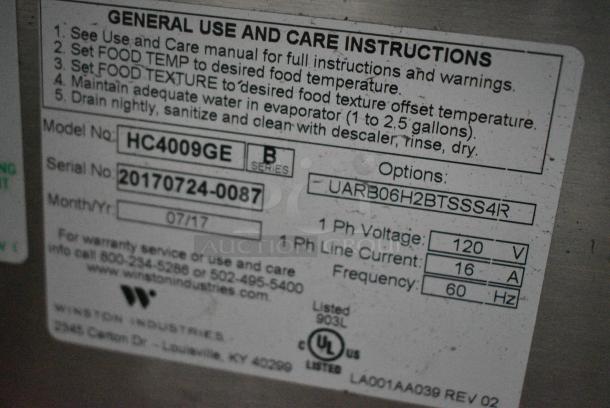 GENERAL USE AND CARE INSTRUCTIONS
1. See Use and Care manual for full instructions and warnings.
2. Set FOOD TEMP to desired food temperature.
3. Set FOOD TEXTURE to desired food texture offset temperature.
4. Maintain adequate water in evaporator (1 to 2.5 gallons).
5. Drain nightly, sanitize and clean with descaler, rinse, dry.
Model No: HC4009GE B SERIES
Serial No: 20170724-0087
Month/Yr: 07/17
Options:
UARB06H2BTSSS4R
1 Ph Voltage: 120 V
1 Ph Line Current: 16 A
Frequency: 60 Hz
For warranty service or use and care
info call 800-234-5286 or 502-495-5400
www.winstonindustries.com
WINSTON INDUSTRIES
2345 Carton Dr - Louisville, KY 40299
Listed
903L
c UL us
LISTED
LA001AA039 REV 02
AUCTION GROUP